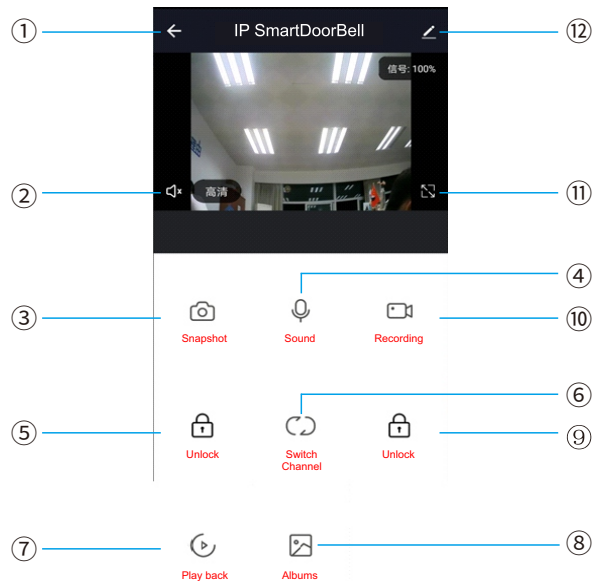 ① IP SmartDoorBell ⑫
信号: 100%
② 高清 ⑪
④
③ ⑩
Snapshot Sound Recording
⑥
⑤ ⑨
Unlock Switch Channel Unlock
⑦ ⑧
Play back Albums